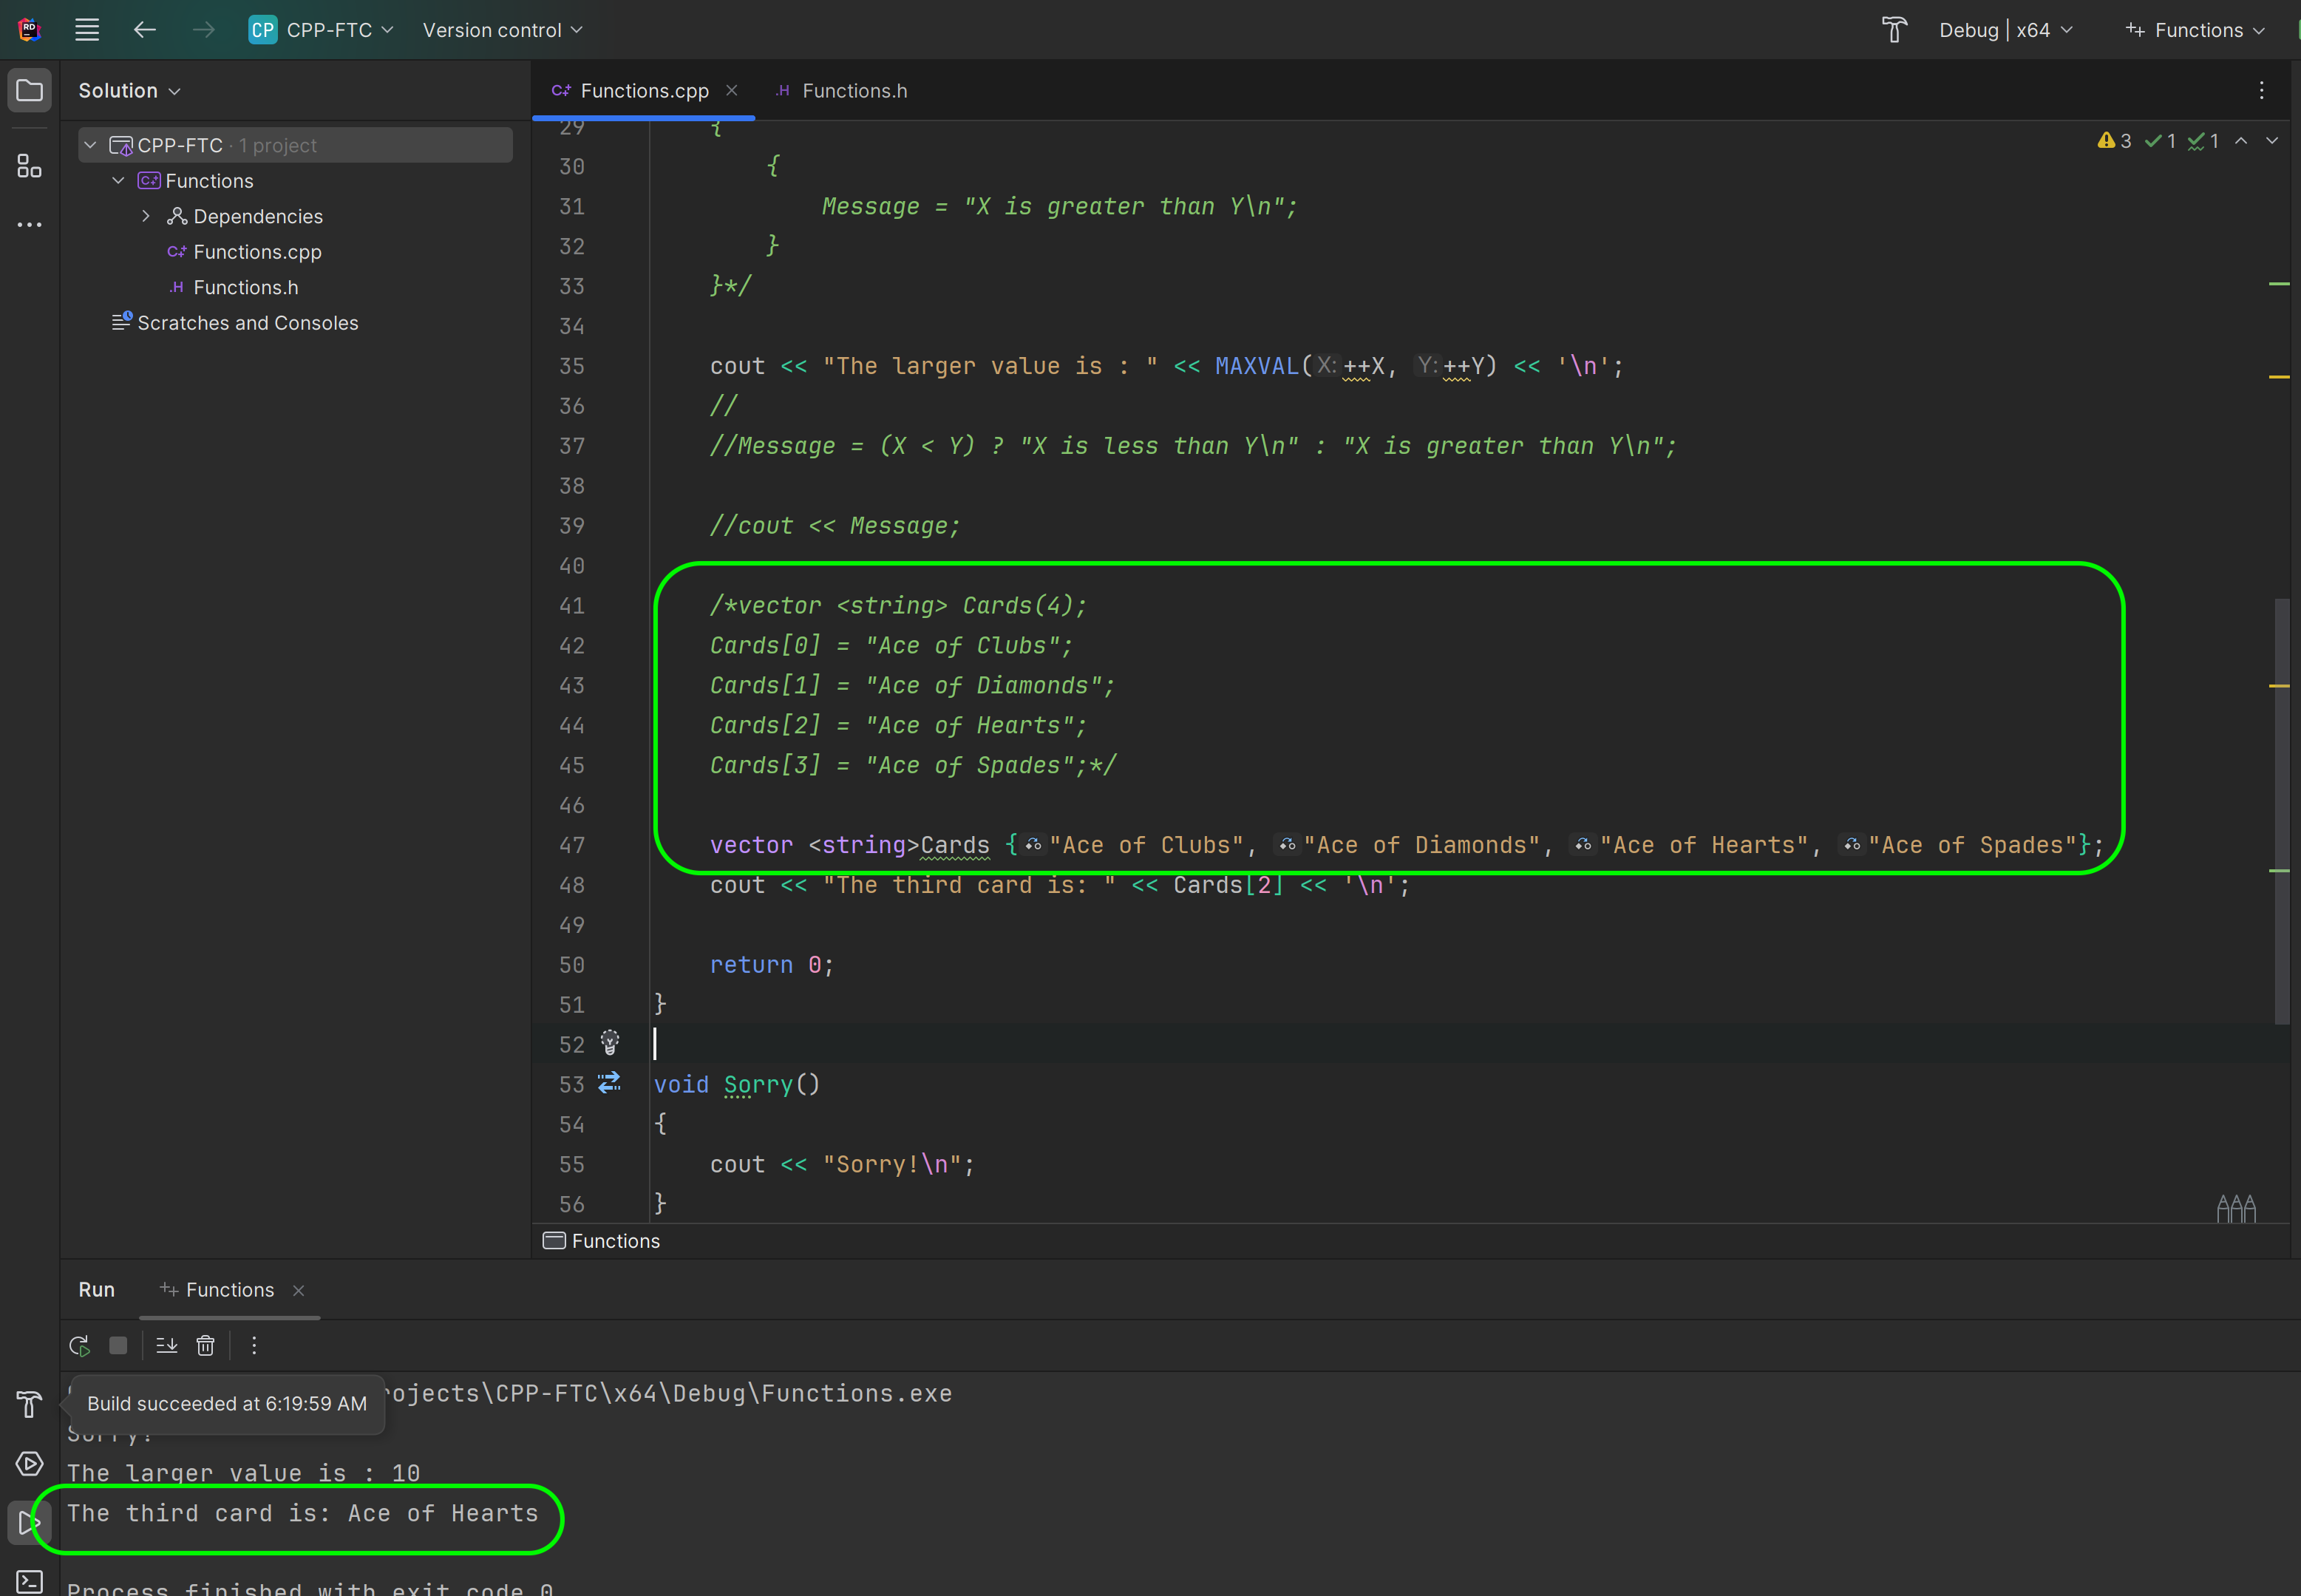 CP CPP-FTC Version control Debug | x64 Functions
Solution
CPP-FTC · 1 project
Functions
Dependencies
Functions.cpp
Functions.h
Scratches and Consoles
Functions.cpp Functions.h
3 1 1
29 {
30 {
31 Message = "X is greater than Y\n";
32 }
33 }*/
34
35 cout << "The larger value is : " << MAXVAL(X:++X, Y:++Y) << '\n';
36 //
37 //Message = (X < Y) ? "X is less than Y\n" : "X is greater than Y\n";
38
39 //cout << Message;
40
41 /*vector <string> Cards(4);
42 Cards[0] = "Ace of Clubs";
43 Cards[1] = "Ace of Diamonds";
44 Cards[2] = "Ace of Hearts";
45 Cards[3] = "Ace of Spades";*/
46
47 vector <string>Cards {"Ace of Clubs", "Ace of Diamonds", "Ace of Hearts", "Ace of Spades"};
48 cout << "The third card is: " << Cards[2] << '\n';
49
50 return 0;
51 }
52
53 void Sorry()
54 {
55 cout << "Sorry!\n";
56 }
Functions
Run Functions
rojects\CPP-FTC\x64\Debug\Functions.exe
Build succeeded at 6:19:59 AM
Sorry!
The larger value is : 10
The third card is: Ace of Hearts
Process finished with exit code 0